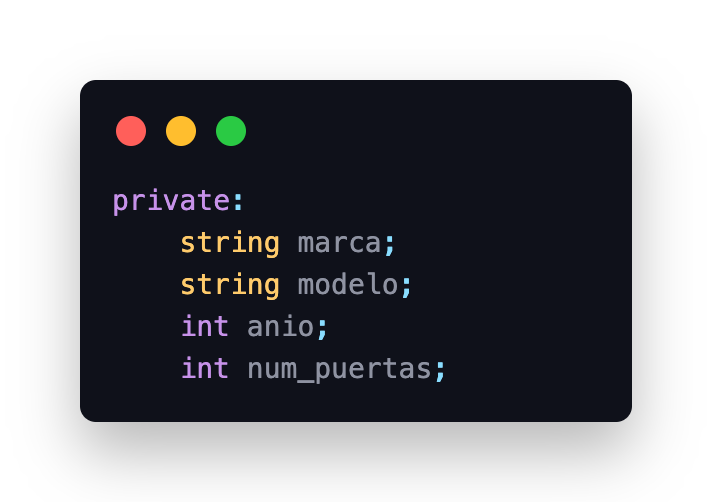 private:
    string marca;
    string modelo;
    int anio;
    int num_puertas;